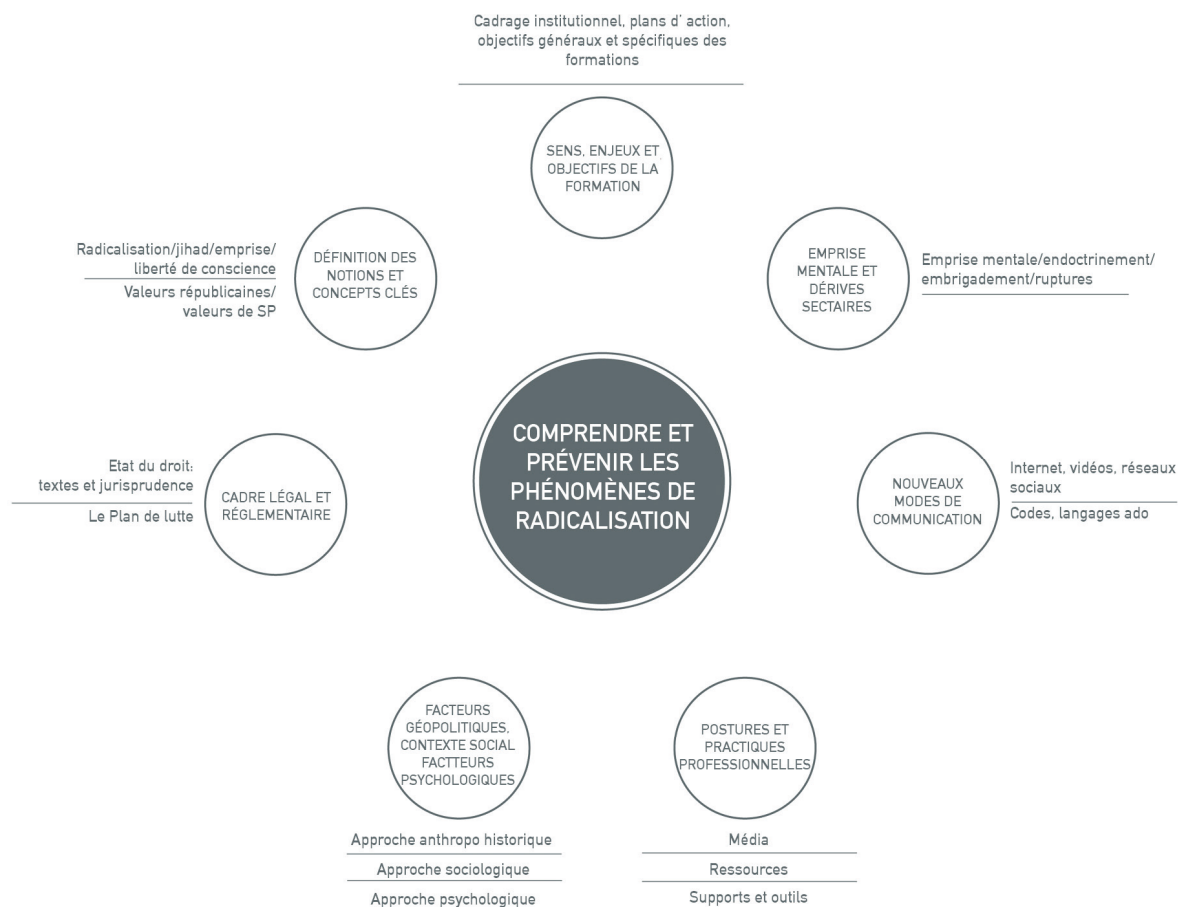 Cadrage institutionnel, plans d' action,
objectifs généraux et spécifiques des
formations
SENS, ENJEUX ET
OBJECTIFS DE LA
FORMATION
Radicalisation/jihad/emprise/
liberté de conscience
Valeurs républicaines/
valeurs de SP
DÉFINITION DES
NOTIONS ET
CONCEPTS CLÉS
EMPRISE
MENTALE ET
DÉRIVES
SECTAIRES
Emprise mentale/endoctrinement/
embrigadement/ruptures
COMPRENDRE ET
PRÉVENIR LES
PHÉNOMÈNES DE
RADICALISATION
Etat du droit:
textes et jurisprudence
Le Plan de lutte
CADRE LÉGAL ET
RÉGLEMENTAIRE
NOUVEAUX
MODES DE
COMMUNICATION
Internet, vidéos, réseaux
sociaux
Codes, langages ado
FACTEURS
GÉOPOLITIQUES,
CONTEXTE SOCIAL
FACTTEURS
PSYCHOLOGIQUES
Approche anthropo historique
Approche sociologique
Approche psychologique
POSTURES ET
PRACTIQUES
PROFESSIONNELLES
Média
Ressources
Supports et outils